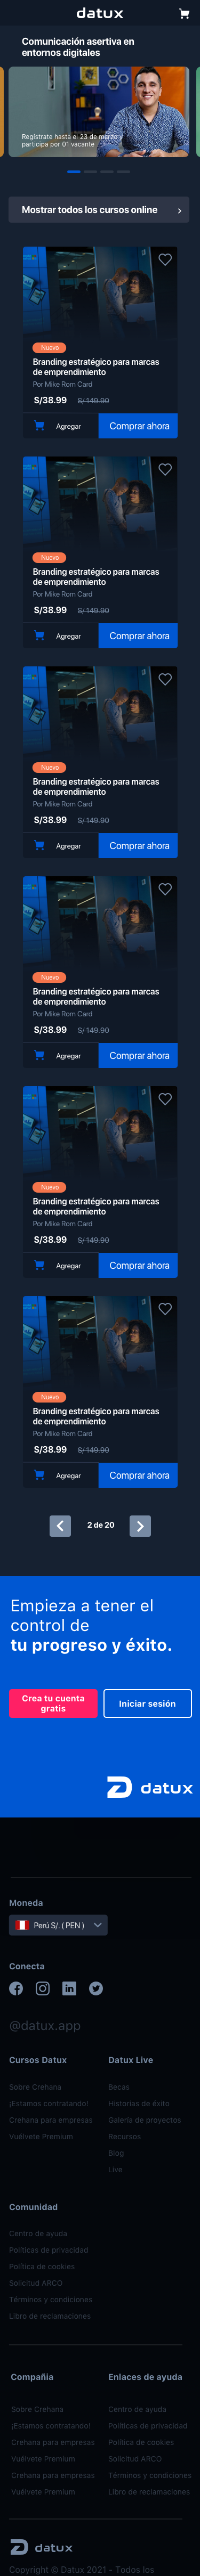 datux
Comunicación asertiva en
entornos digitales
Regístrate hasta el 23 de marzo y
participa por 01 vacante
Mostrar todos los cursos online
Nuevo
Branding estratégico para marcas
de emprendimiento
Por Mike Rom Card
S/38.99 S/ 149.90
Agregar Comprar ahora
Nuevo
Branding estratégico para marcas
de emprendimiento
Por Mike Rom Card
S/38.99 S/ 149.90
Agregar Comprar ahora
Nuevo
Branding estratégico para marcas
de emprendimiento
Por Mike Rom Card
S/38.99 S/ 149.90
Agregar Comprar ahora
Nuevo
Branding estratégico para marcas
de emprendimiento
Por Mike Rom Card
S/38.99 S/ 149.90
Agregar Comprar ahora
Nuevo
Branding estratégico para marcas
de emprendimiento
Por Mike Rom Card
S/38.99 S/ 149.90
Agregar Comprar ahora
Nuevo
Branding estratégico para marcas
de emprendimiento
Por Mike Rom Card
S/38.99 S/ 149.90
Agregar Comprar ahora
2 de 20
Empieza a tener el
control de
tu progreso y éxito.
Crea tu cuenta
gratis
Iniciar sesión
datux
Moneda
Perú S/. ( PEN )
Conecta
@datux.app
Cursos Datux
Sobre Crehana
¡Estamos contratando!
Crehana para empresas
Vuélvete Premium
Datux Live
Becas
Historias de éxito
Galería de proyectos
Recursos
Blog
Live
Comunidad
Centro de ayuda
Políticas de privacidad
Política de cookies
Solicitud ARCO
Términos y condiciones
Libro de reclamaciones
Compañia
Sobre Crehana
¡Estamos contratando!
Crehana para empresas
Vuélvete Premium
Crehana para empresas
Vuélvete Premium
Enlaces de ayuda
Centro de ayuda
Políticas de privacidad
Política de cookies
Solicitud ARCO
Términos y condiciones
Libro de reclamaciones
datux
Copyright © Datux 2021 - Todos los